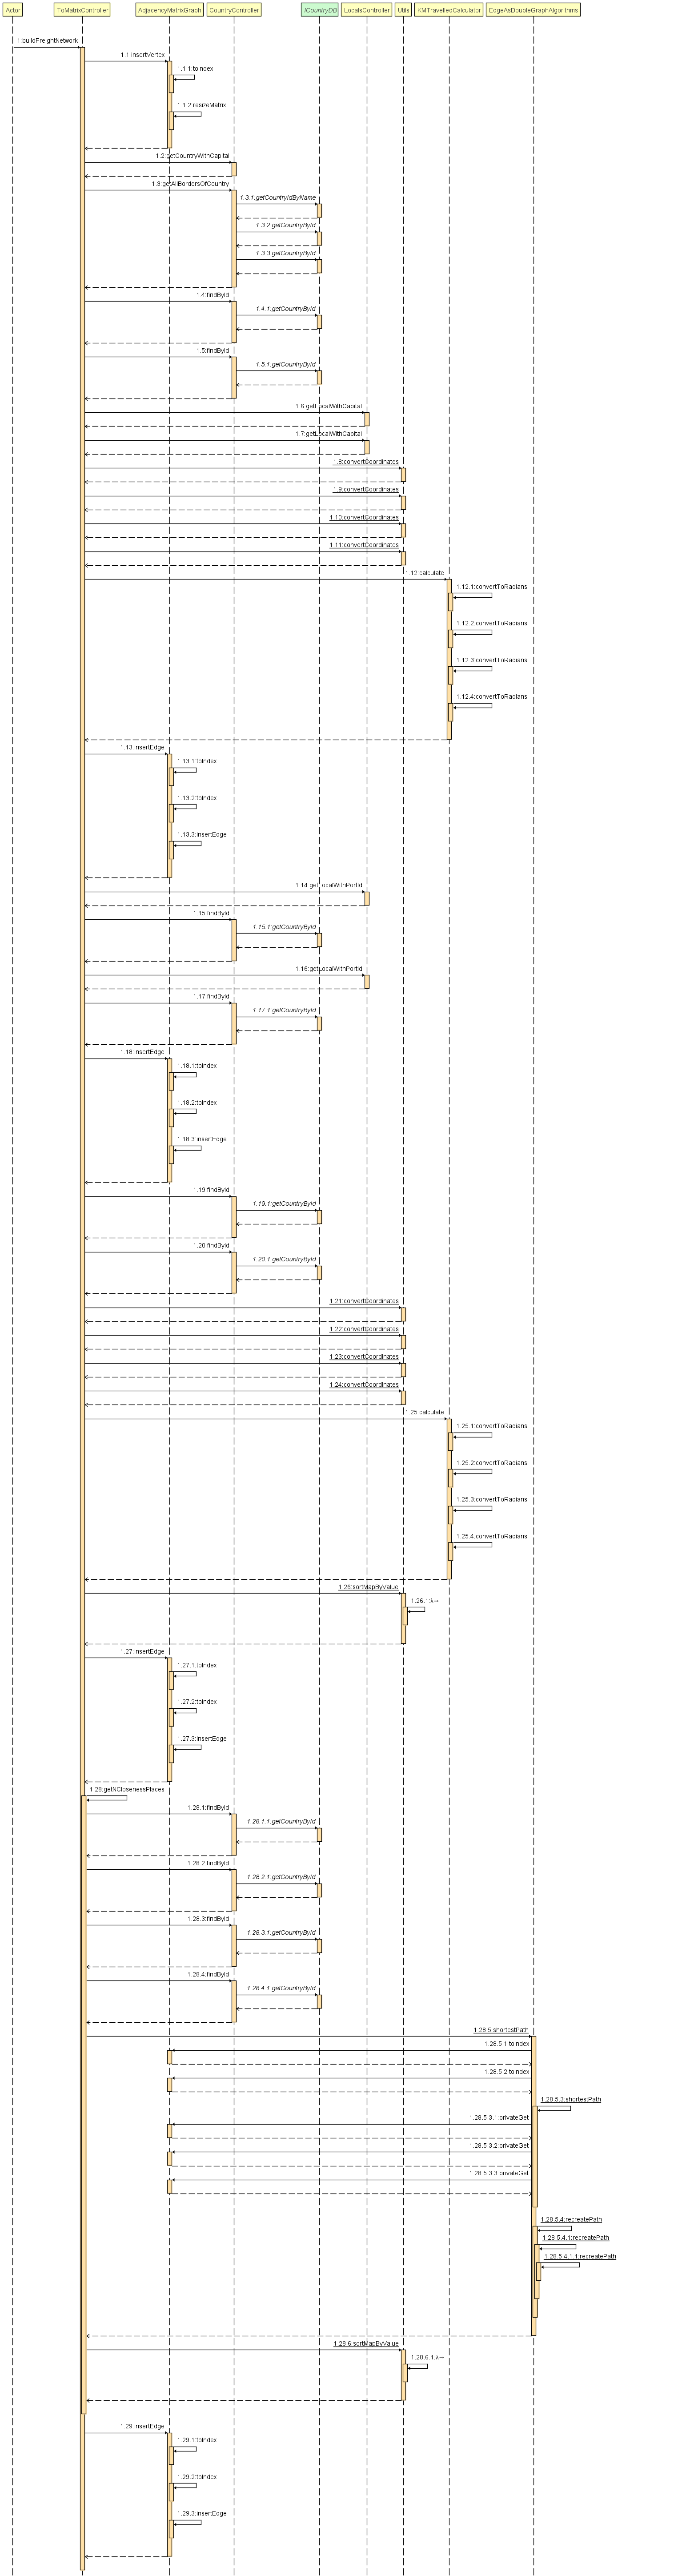 Actor
ToMatrixController
AdjacencyMatrixGraph
CountryController
ICountryDB
LocalsController
Utils
KMTravelledCalculator
EdgeAsDoubleGraphAlgorithms
1:buildFreightNetwork
1.1:insertVertex
1.1.1:toIndex
1.1.2:resizeMatrix
1.2:getCountryWithCapital
1.3:getAllBordersOfCountry
1.3.1:getCountryIdByName
1.3.2:getCountryById
1.3.3:getCountryById
1.4:findById
1.4.1:getCountryById
1.5:findById
1.5.1:getCountryById
1.6:getLocalWithCapital
1.7:getLocalWithCapital
1.8:convertCoordinates
1.9:convertCoordinates
1.10:convertCoordinates
1.11:convertCoordinates
1.12:calculate
1.12.1:convertToRadians
1.12.2:convertToRadians
1.12.3:convertToRadians
1.12.4:convertToRadians
1.13:insertEdge
1.13.1:toIndex
1.13.2:toIndex
1.13.3:insertEdge
1.14:getLocalWithPortId
1.15:findById
1.15.1:getCountryById
1.16:getLocalWithPortId
1.17:findById
1.17.1:getCountryById
1.18:insertEdge
1.18.1:toIndex
1.18.2:toIndex
1.18.3:insertEdge
1.19:findById
1.19.1:getCountryById
1.20:findById
1.20.1:getCountryById
1.21:convertCoordinates
1.22:convertCoordinates
1.23:convertCoordinates
1.24:convertCoordinates
1.25:calculate
1.25.1:convertToRadians
1.25.2:convertToRadians
1.25.3:convertToRadians
1.25.4:convertToRadians
1.26:sortMapByValue
1.26.1:λ→
1.27:insertEdge
1.27.1:toIndex
1.27.2:toIndex
1.27.3:insertEdge
1.28:getNClosenessPlaces
1.28.1:findById
1.28.1.1:getCountryById
1.28.2:findById
1.28.2.1:getCountryById
1.28.3:findById
1.28.3.1:getCountryById
1.28.4:findById
1.28.4.1:getCountryById
1.28.5:shortestPath
1.28.5.1:toIndex
1.28.5.2:toIndex
1.28.5.3:shortestPath
1.28.5.3.1:privateGet
1.28.5.3.2:privateGet
1.28.5.3.3:privateGet
1.28.5.4:recreatePath
1.28.5.4.1:recreatePath
1.28.5.4.1.1:recreatePath
1.28.6:sortMapByValue
1.28.6.1:λ→
1.29:insertEdge
1.29.1:toIndex
1.29.2:toIndex
1.29.3:insertEdge